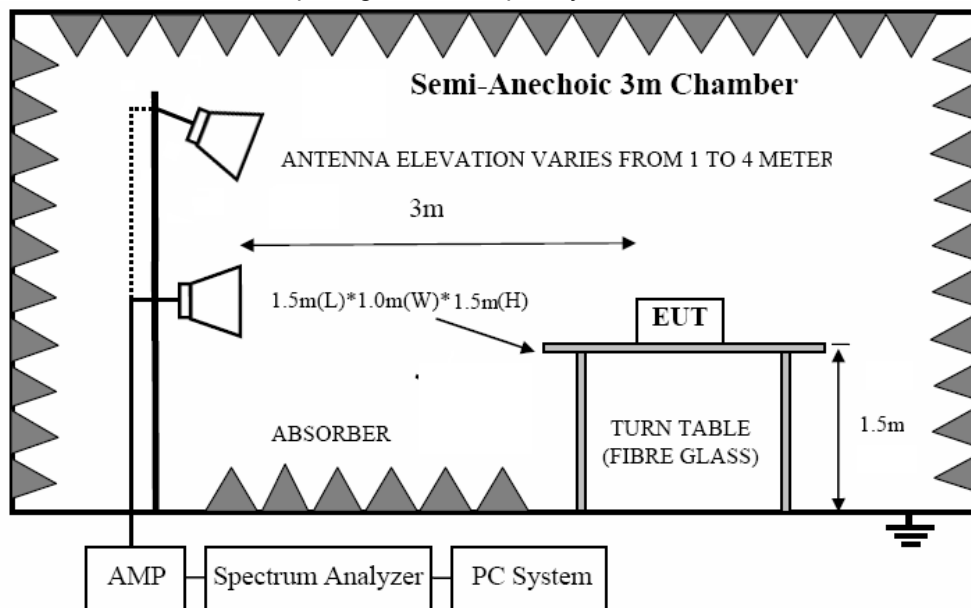 Semi-Anechoic 3m Chamber
ANTENNA ELEVATION VARIES FROM 1 TO 4 METER
3m
1.5m(L)*1.0m(W)*1.5m(H)
EUT
ABSORBER
TURN TABLE
(FIBRE GLASS)
1.5m
AMP
Spectrum Analyzer
PC System